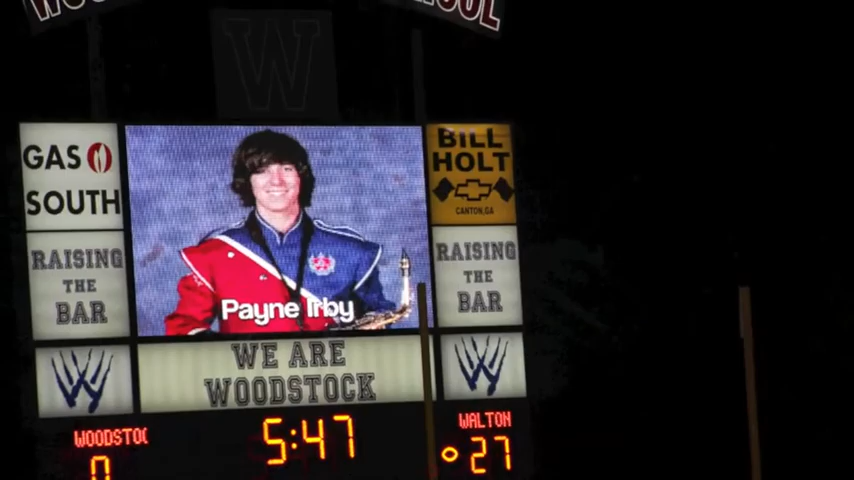 W
GAS SOUTH
Payne Irby
BILL
HOLT
CANTON,GA
RAISING
THE
BAR
RAISING
THE
BAR
W
WE ARE
WOODSTOCK
W
WOODSTOC
5:47
WALTON
0
27